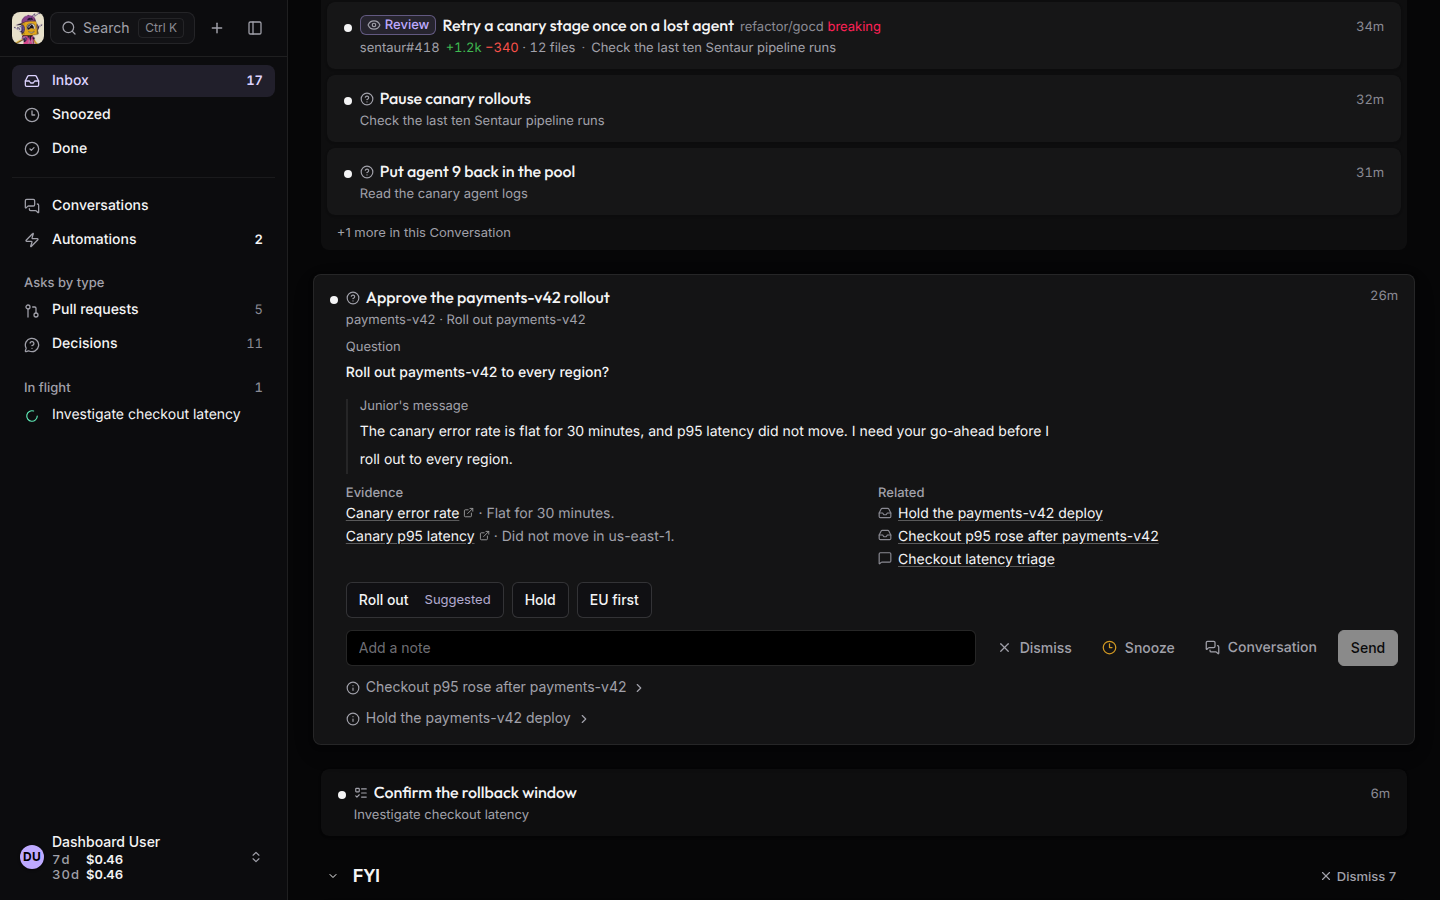 Search Ctrl K
Inbox 17
Snoozed
Done
Conversations
Automations 2
Asks by type
Pull requests 5
Decisions 11
In flight 1
Investigate checkout latency
DU
Dashboard User
7d $0.46
30d $0.46
Review Retry a canary stage once on a lost agent refactor/gocd breaking 34m
sentaur#418 +1.2k −340 · 12 files · Check the last ten Sentaur pipeline runs
Pause canary rollouts 32m
Check the last ten Sentaur pipeline runs
Put agent 9 back in the pool 31m
Read the canary agent logs
+1 more in this Conversation
Approve the payments-v42 rollout 26m
payments-v42 · Roll out payments-v42
Question
Roll out payments-v42 to every region?
Junior's message
The canary error rate is flat for 30 minutes, and p95 latency did not move. I need your go-ahead before I
roll out to every region.
Evidence
Canary error rate · Flat for 30 minutes.
Canary p95 latency · Did not move in us-east-1.
Related
Hold the payments-v42 deploy
Checkout p95 rose after payments-v42
Checkout latency triage
Roll out Suggested Hold EU first
Add a note Dismiss Snooze Conversation Send
Checkout p95 rose after payments-v42
Hold the payments-v42 deploy
Confirm the rollback window 6m
Investigate checkout latency
FYI Dismiss 7